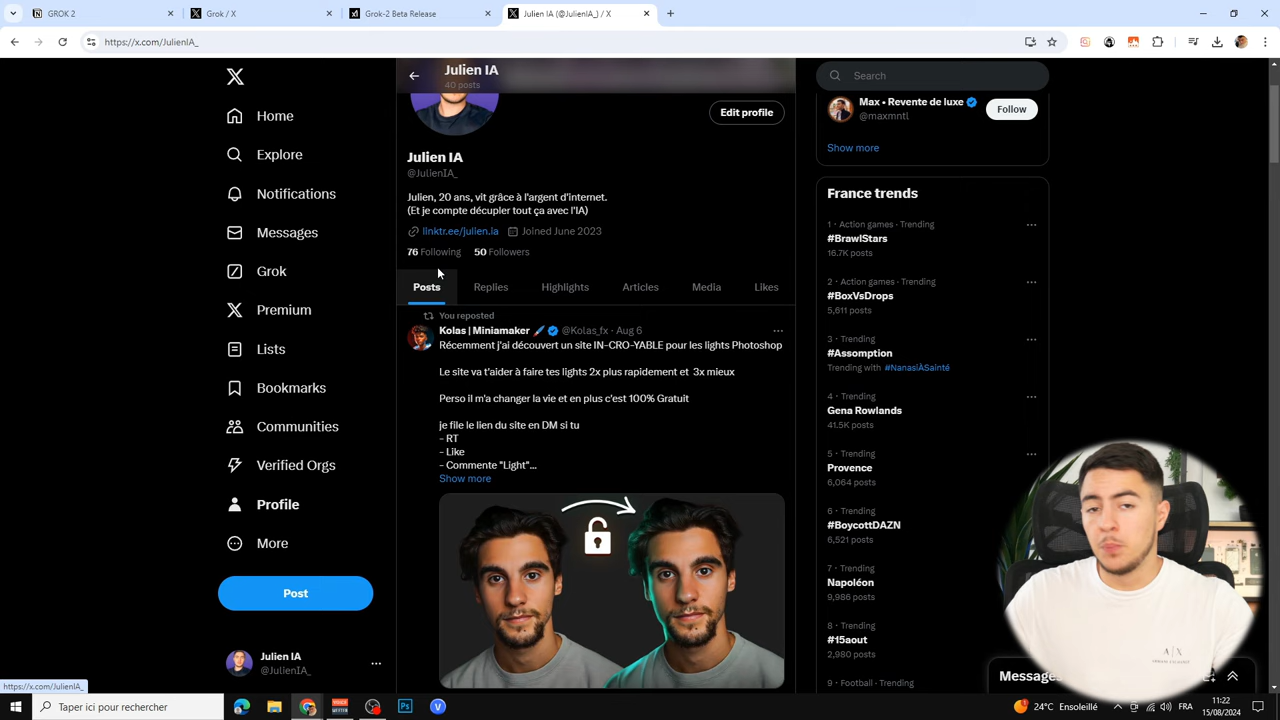 GROK 2
Grok / X
Grok-2 Beta Release
Julien IA (@JulienIA_) / X
https://x.com/JulienIA_
Julien IA
40 posts
Edit profile
Julien IA
@JulienIA_
Julien, 20 ans, vit grâce à l'argent d'internet.
(Et je compte décupler tout ça avec l'IA)
linktr.ee/julien.ia Joined June 2023
76 Following 50 Followers
Posts Replies Highlights Articles Media Likes
You reposted
Kolas | Miniamaker @Kolas_fx · Aug 6
Récemment j'ai découvert un site IN-CRO-YABLE pour les lights Photoshop
Le site va t'aider à faire tes lights 2x plus rapidement et 3x mieux
Perso il m'a changer la vie et en plus c'est 100% Gratuit
je file le lien du site en DM si tu
- RT
- Like
- Commente "Light"...
Show more
Home
Explore
Notifications
Messages
Grok
Premium
Lists
Bookmarks
Communities
Verified Orgs
Profile
More
Post
Julien IA
@JulienIA_
https://x.com/JulienIA_
Search
Max • Revente de luxe
@maxmntl
Follow
Show more
France trends
1 · Action games · Trending
#BrawlStars
16.7K posts
2 · Action games · Trending
#BoxVsDrops
5,611 posts
3 · Trending
#Assomption
Trending with #NanaslÀSainté
4 · Trending
Gena Rowlands
41.5K posts
5 · Trending
Provence
6,064 posts
6 · Trending
#BoycottDAZN
6,521 posts
7 · Trending
Napoléon
9,986 posts
8 · Trending
#15aout
2,980 posts
9 · Football · Trending
Messages
A|X
ARMANI EXCHANGE
Taper ici pour rechercher
24°C Ensoleillé
FRA
11:22
15/08/2024